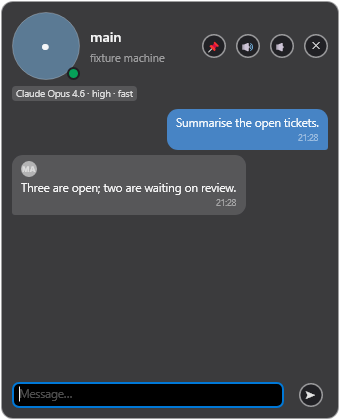 main
fixture machine
Claude Opus 4.6 · high · fast
Summarise the open tickets.
21:28
MA
Three are open; two are waiting on review.
21:28
Message...